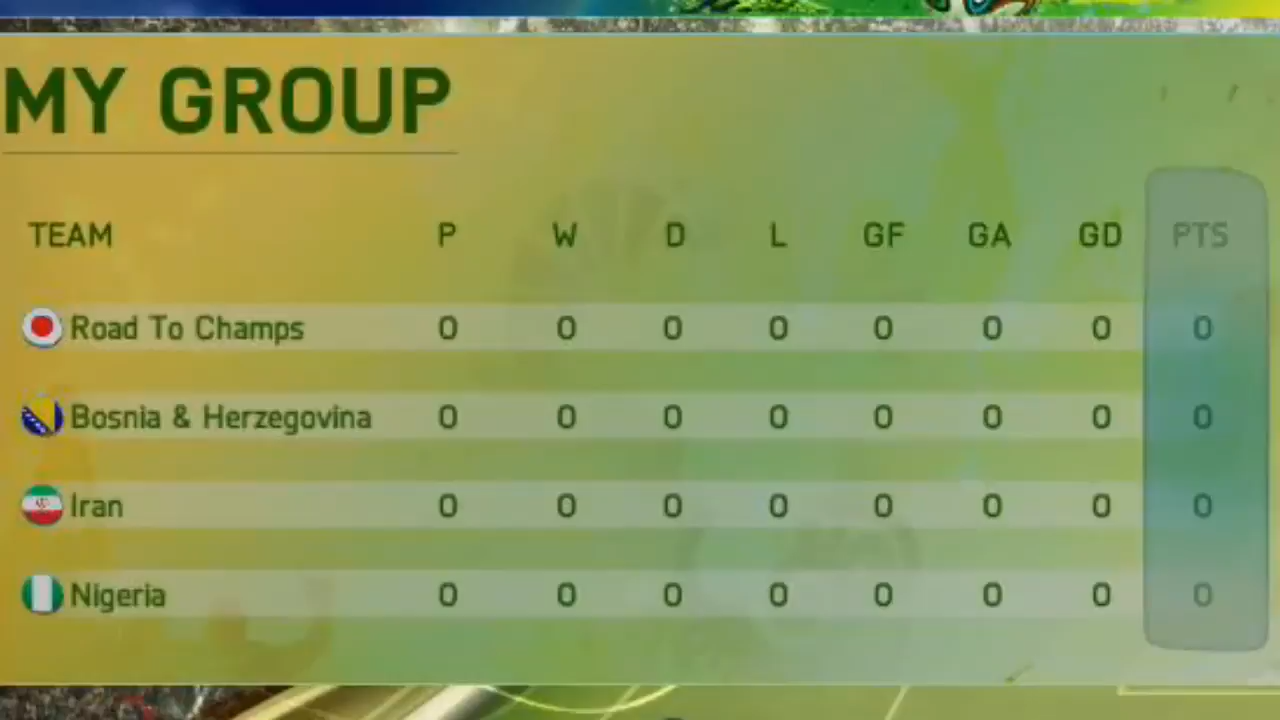 MY GROUP
TEAM P W D L GF GA GD PTS
Road To Champs 0 0 0 0 0 0 0 0
Bosnia & Herzegovina 0 0 0 0 0 0 0 0
Iran 0 0 0 0 0 0 0 0
Nigeria 0 0 0 0 0 0 0 0